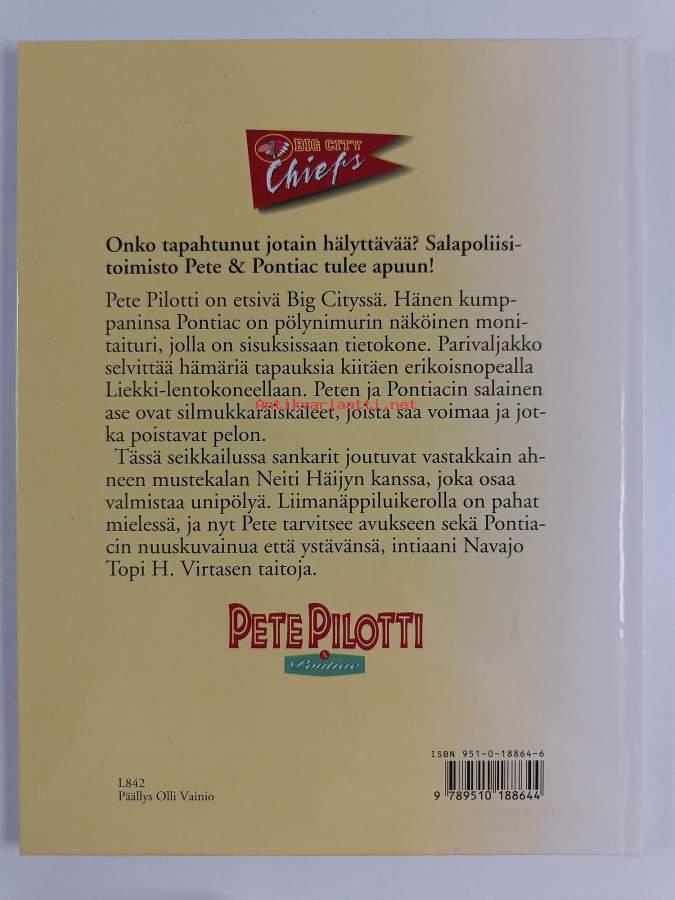 BIG CITY
Chiefs
Onko tapahtunut jotain hälyttävää? Salapoliisi-
toimisto Pete & Pontiac tulee apuun!
Pete Pilotti on etsivä Big Cityssä. Hänen kump-
paninsa Pontiac on pölynimurin näköinen moni-
taituri, jolla on sisuksissaan tietokone. Parivaljakko
selvittää hämäriä tapauksia kiitäen erikoisnopealla
Liekki-lentokoneellaan. Peten ja Pontiacin salainen
Antikvariaatti.net
ase ovat silmukkaräiskäleet, joista saa voimaa ja jot-
ka poistavat pelon.
Tässä seikkailussa sankarit joutuvat vastakkain ah-
neen mustekalan Neiti Häijyn kanssa, joka osaa
valmistaa unipölyä. Liimanäppiluikerolla on pahat
mielessä, ja nyt Pete tarvitsee avukseen sekä Pontia-
cin nuuskuvainua että ystävänsä, intiaani Navajo
Topi H. Virtasen taitoja.
PETE PILOTTI
&
Pontiac
ISBN 951-0-18864-6
L842
Päällys Olli Vainio
9 789510 188644